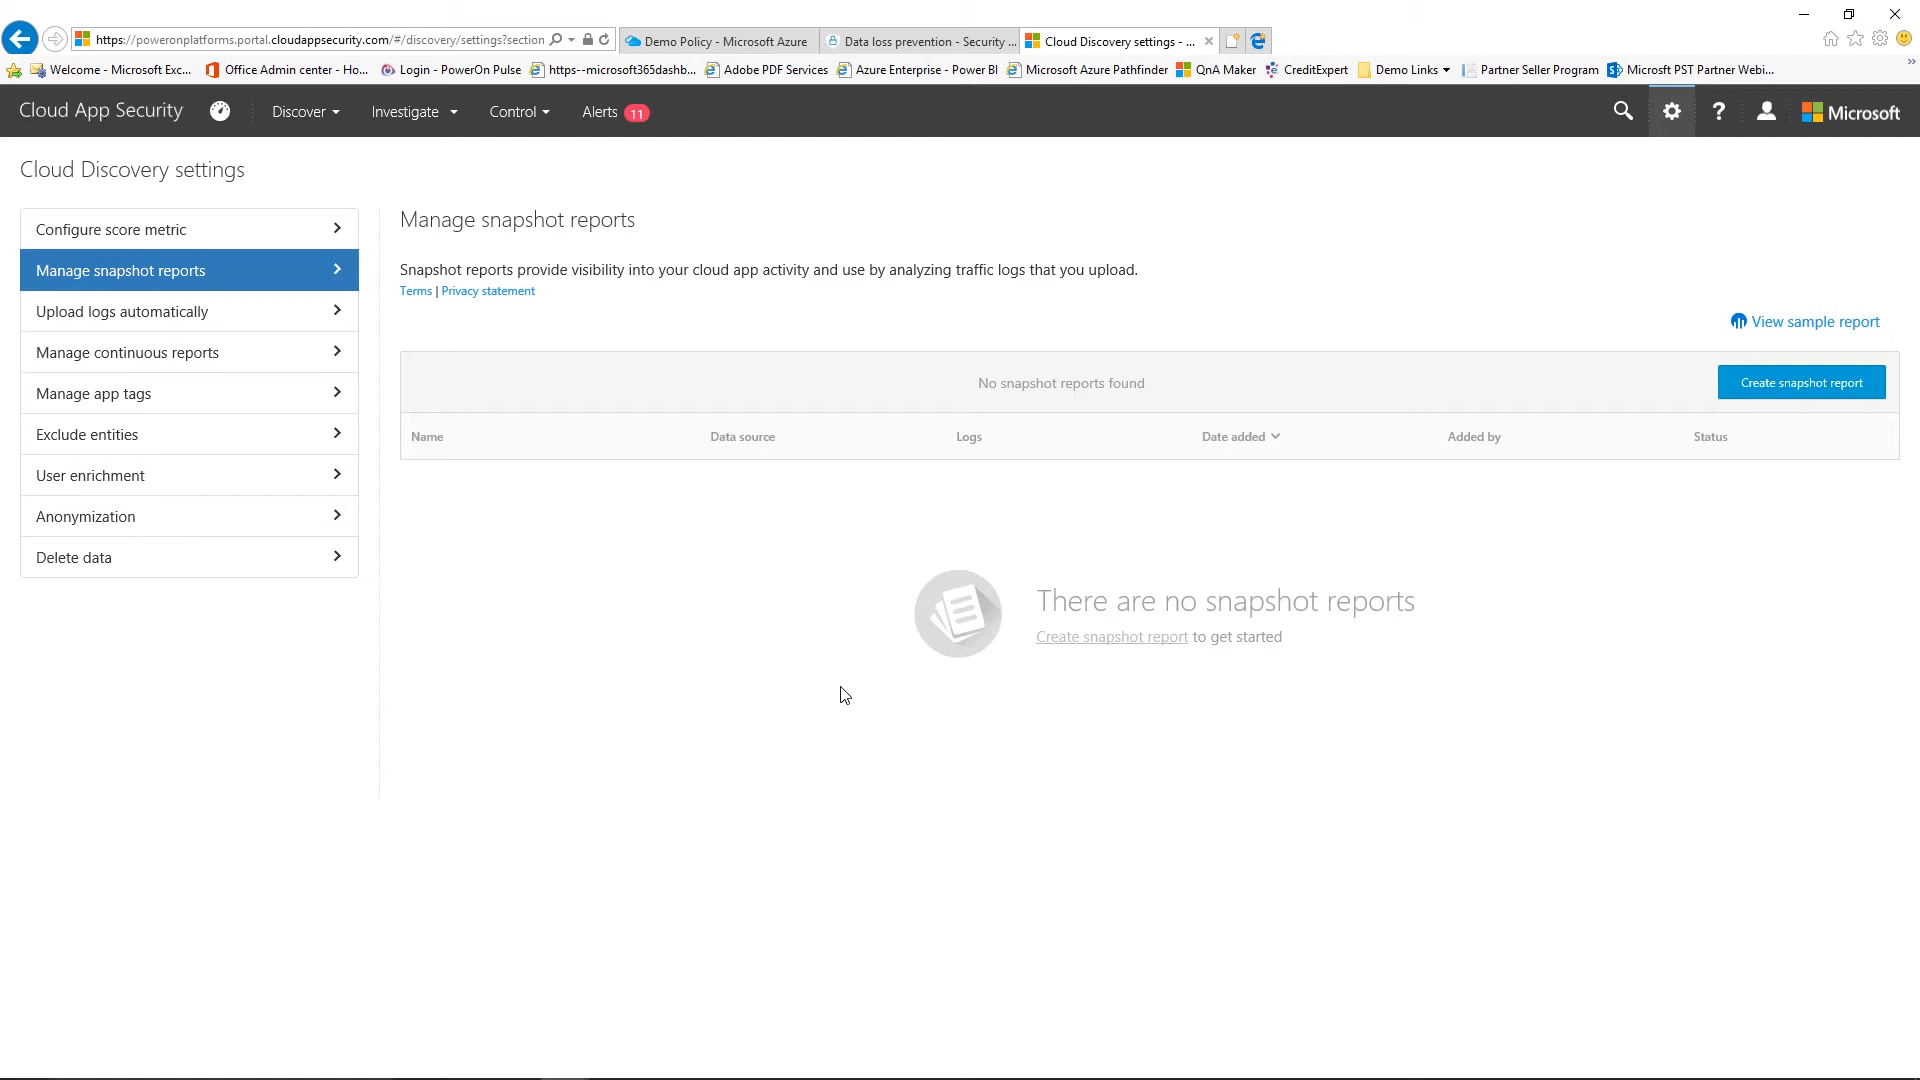 https://poweronplatforms.portal.cloudappsecurity.com/#/discovery/settings?section
Demo Policy - Microsoft Azure
Data loss prevention - Security ...
Cloud Discovery settings - ...
Welcome - Microsoft Exc...
Office Admin center - Ho...
Login - PowerOn Pulse
https--microsoft365dashb...
Adobe PDF Services
Azure Enterprise - Power BI
Microsoft Azure Pathfinder
QnA Maker
CreditExpert
Demo Links
Partner Seller Program
Microsft PST Partner Webi...
Cloud App Security
Discover
Investigate
Control
Alerts 11
Microsoft
Cloud Discovery settings
Configure score metric
Manage snapshot reports
Upload logs automatically
Manage continuous reports
Manage app tags
Exclude entities
User enrichment
Anonymization
Delete data
Manage snapshot reports
Snapshot reports provide visibility into your cloud app activity and use by analyzing traffic logs that you upload.
Terms | Privacy statement
View sample report
No snapshot reports found
Create snapshot report
Name Data source Logs Date added Added by Status
There are no snapshot reports
Create snapshot report to get started